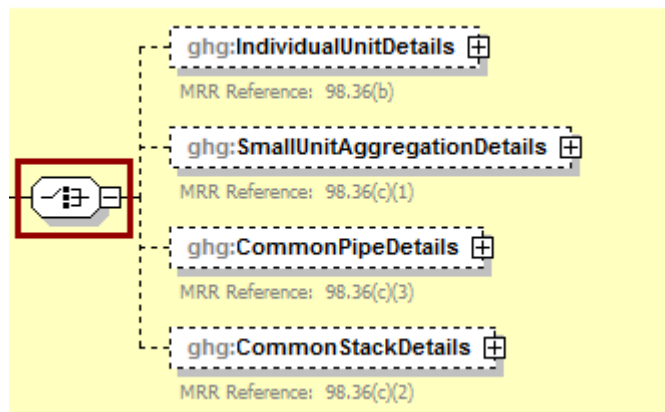 ghg:IndividualUnitDetails
MRR Reference: 98.36(b)
ghg:SmallUnitAggregationDetails
MRR Reference: 98.36(c)(1)
ghg:CommonPipeDetails
MRR Reference: 98.36(c)(3)
ghg:CommonStackDetails
MRR Reference: 98.36(c)(2)